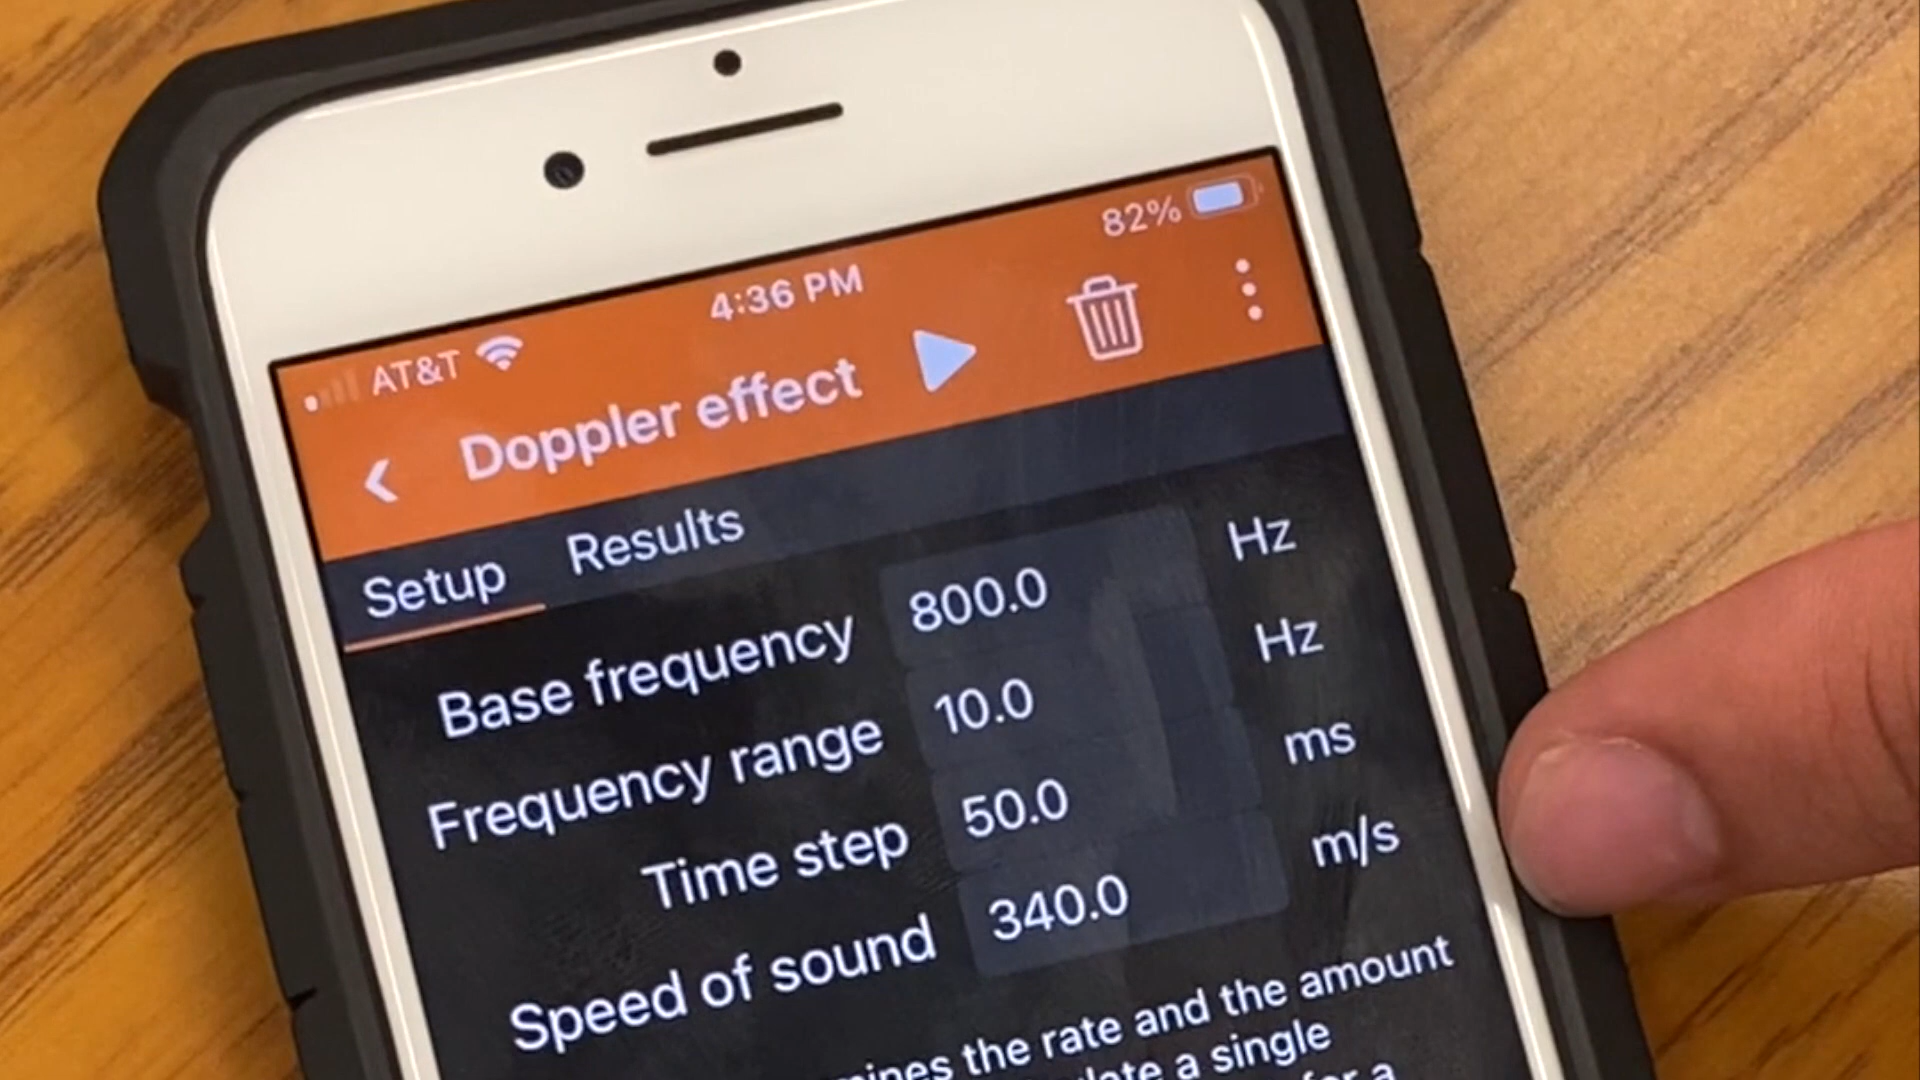 AT&T 4:36 PM 82%
Doppler effect
Setup Results
Base frequency 800.0 Hz
Frequency range 10.0 Hz
Time step 50.0 ms
Speed of sound 340.0 m/s
the rate and the amount
a single
a